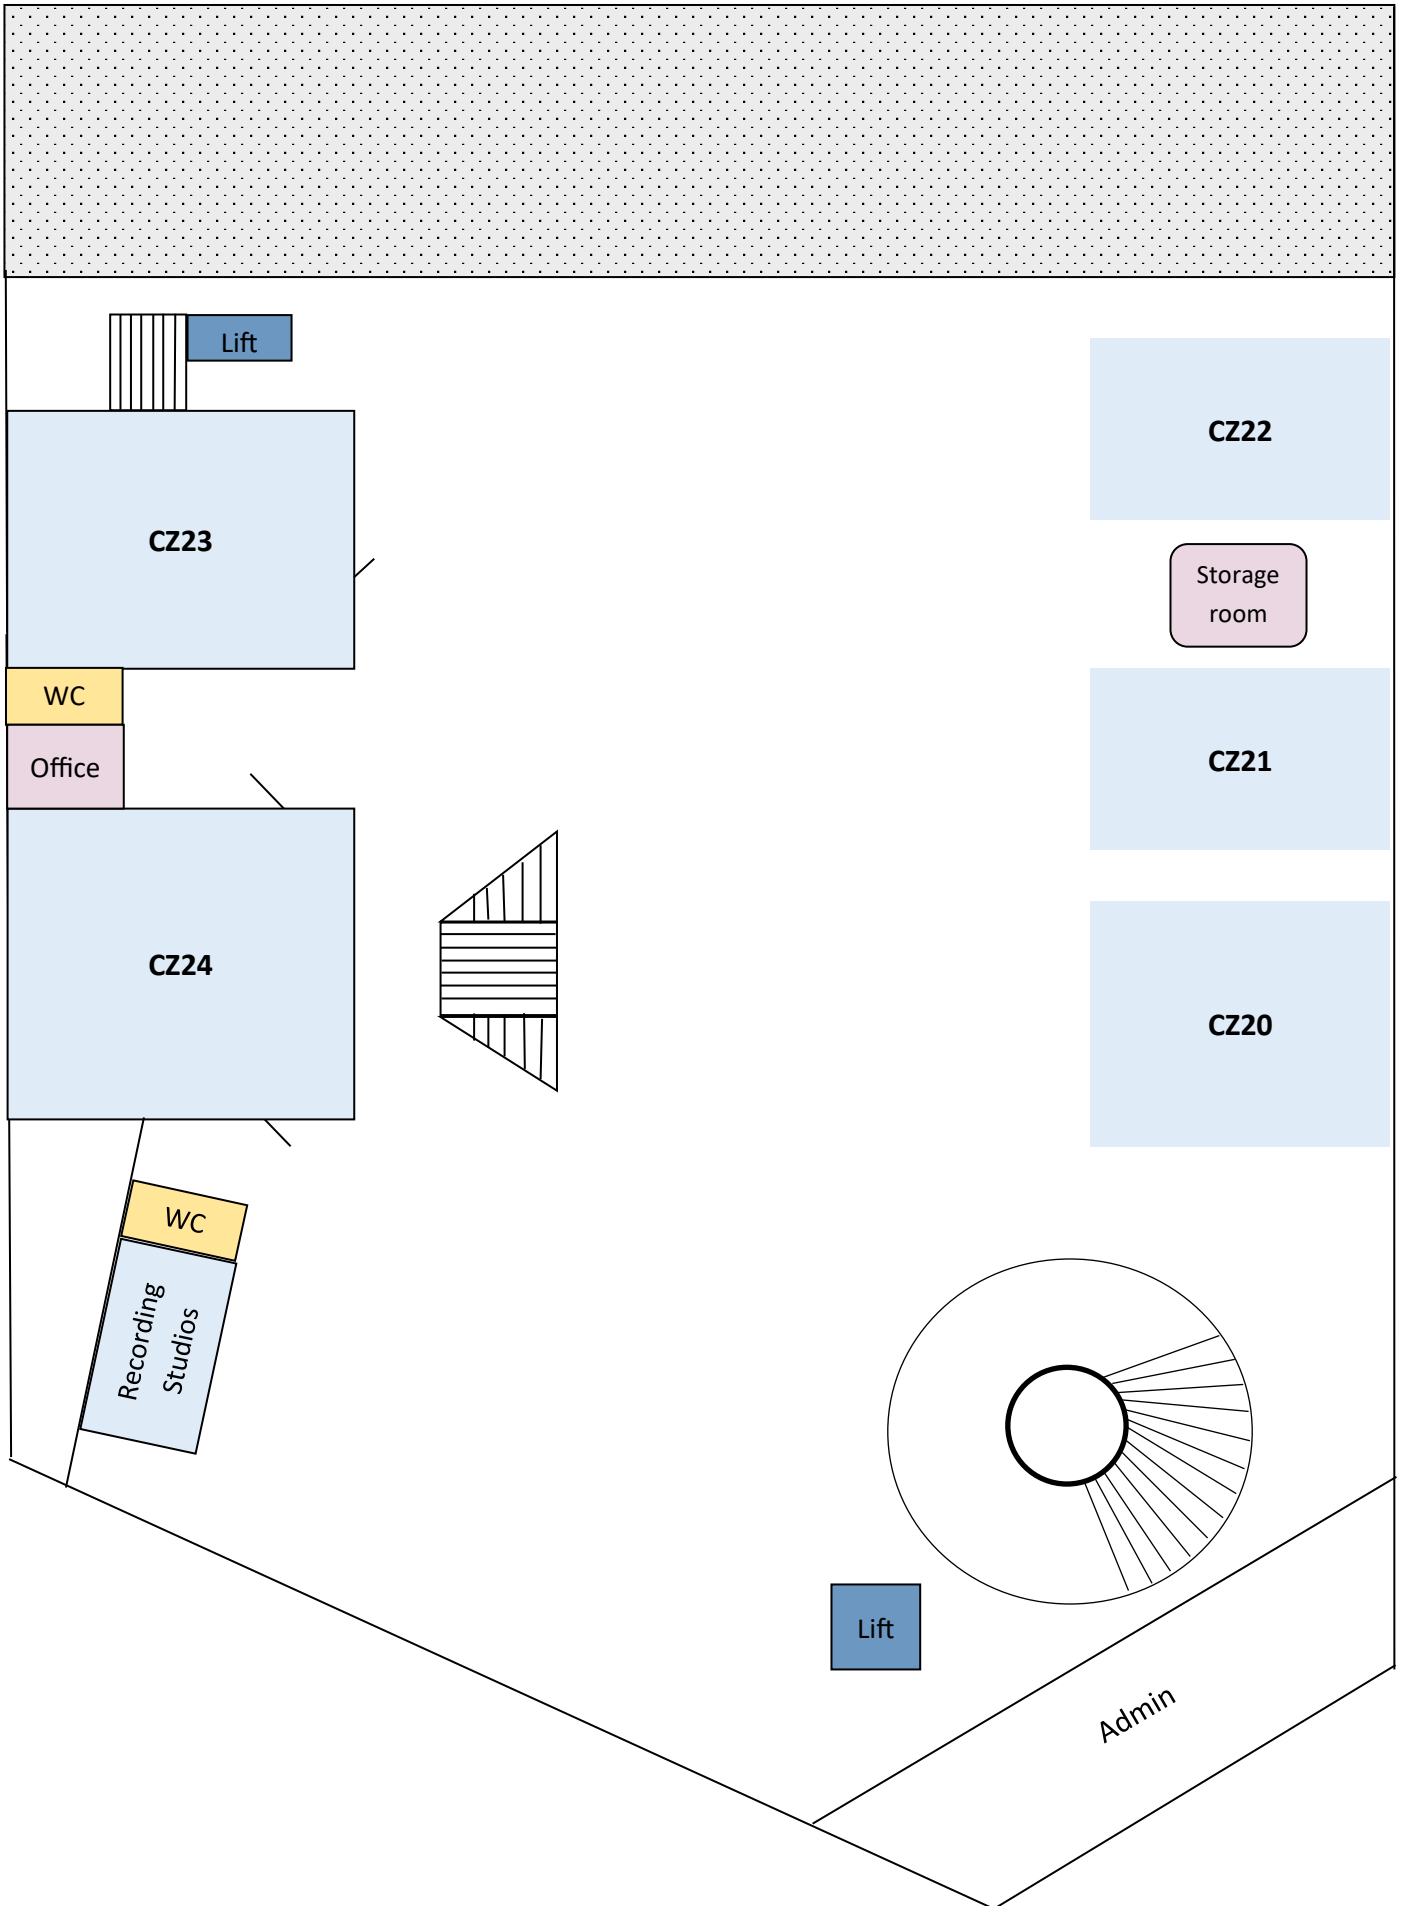 Lift
CZ22
CZ23
Storage
room
WC
Office
CZ21
CZ24
CZ20
WC
Recording
Studios
Lift
Admin